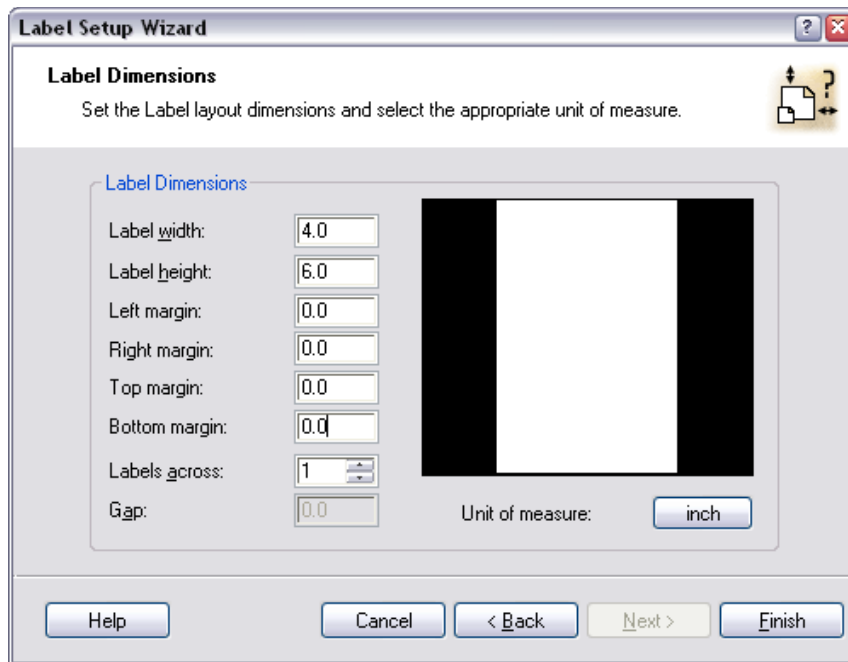 Label Setup Wizard
Label Dimensions
Set the Label layout dimensions and select the appropriate unit of measure.
Label Dimensions
Label width: 4.0
Label height: 6.0
Left margin: 0.0
Right margin: 0.0
Top margin: 0.0
Bottom margin: 0.0
Labels across: 1
Gap: 0.0
Unit of measure: inch
Help Cancel < Back Next > Finish